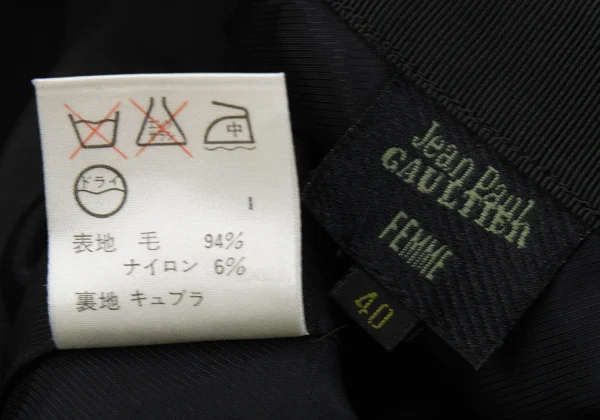 中
ドライ
I
表地 毛 94%
ナイロン 6%
裏地 キュプラ
Jean Paul
GAULTIER
FEMME
40